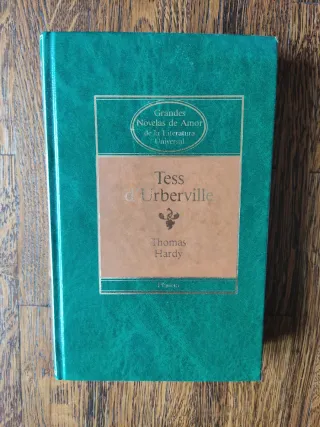 Grandes
Novelas de Amor
de la Literatura
Universal
Tess
d'Urberville
Thomas
Hardy